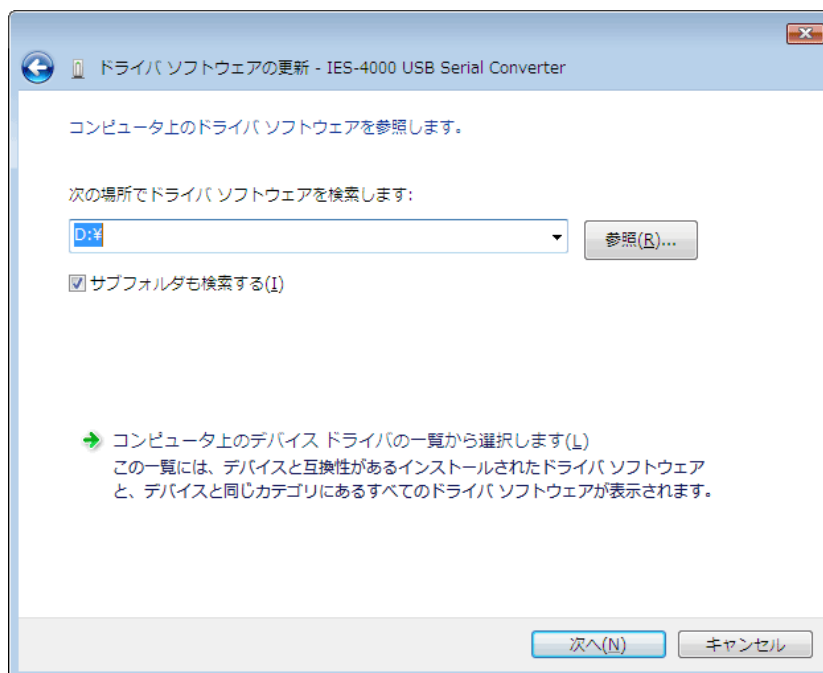 ドライバ ソフトウェアの更新 - IES-4000 USB Serial Converter
コンピュータ上のドライバ ソフトウェアを参照します。
次の場所でドライバ ソフトウェアを検索します:
D:¥
参照(R)...
サブフォルダも検索する(I)
コンピュータ上のデバイス ドライバの一覧から選択します(L)
この一覧には、デバイスと互換性があるインストールされたドライバ ソフトウェア
と、デバイスと同じカテゴリにあるすべてのドライバ ソフトウェアが表示されます。
次へ(N)
キャンセル